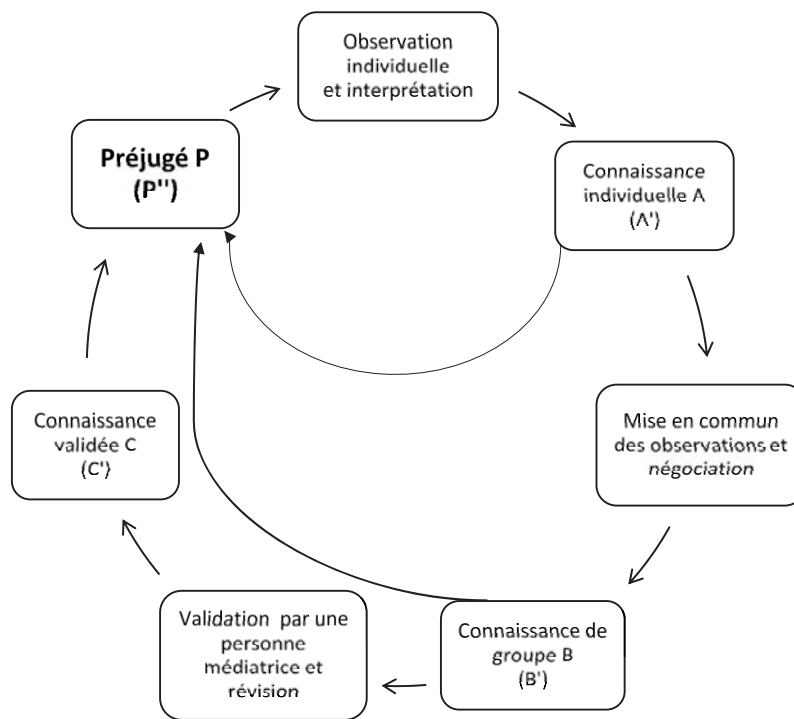 Observation
individuelle
et interprétation
Préjugé P
(P'')
Connaissance
individuelle A
(A')
Mise en commun
des observations et
négociation
Connaissance de
groupe B
(B')
Validation par une
personne
médiatrice et
révision
Connaissance
validée C
(C')